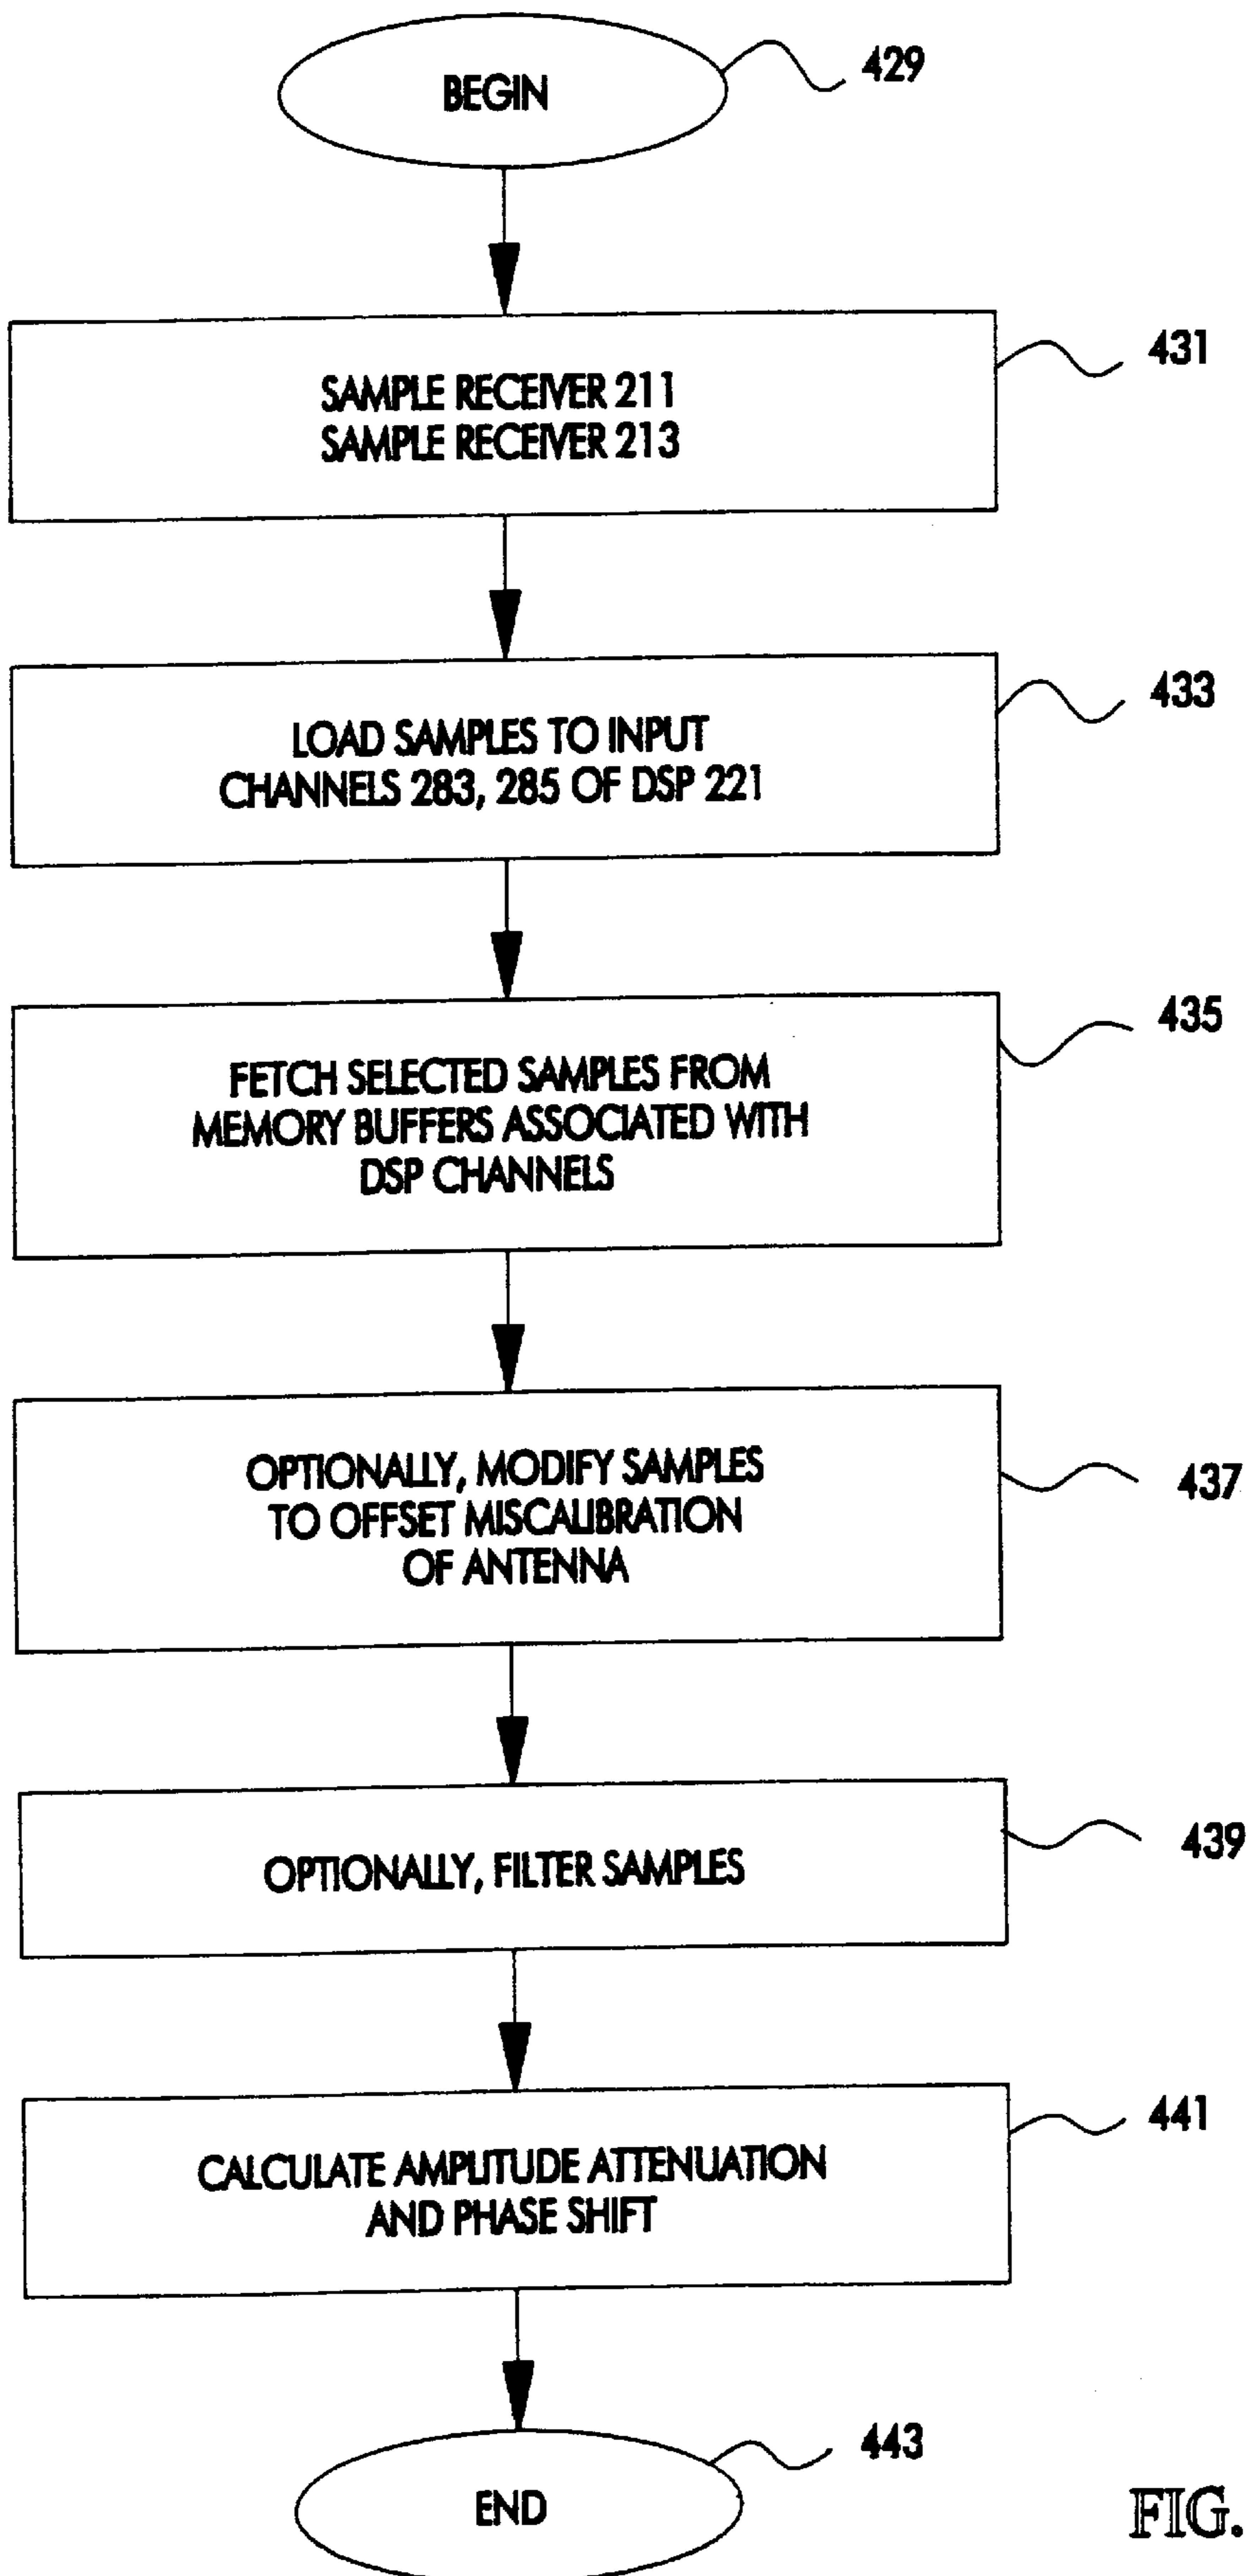 BEGIN
429
SAMPLE RECEIVER 211
SAMPLE RECEIVER 213
431
LOAD SAMPLES TO INPUT
CHANNELS 283, 285 OF DSP 221
433
FETCH SELECTED SAMPLES FROM
MEMORY BUFFERS ASSOCIATED WITH
DSP CHANNELS
435
OPTIONALLY, MODIFY SAMPLES
TO OFFSET MISCALIBRATION
OF ANTENNA
437
OPTIONALLY, FILTER SAMPLES
439
CALCULATE AMPLITUDE ATTENUATION
AND PHASE SHIFT
441
END
443
FIG.